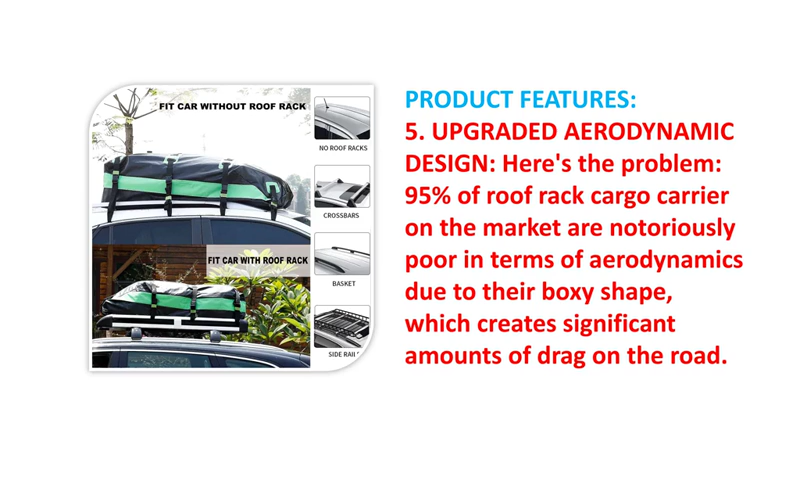 FIT CAR WITHOUT ROOF RACK
NO ROOF RACKS
CROSSBARS
FIT CAR WITH ROOF RACK
BASKET
SIDE RAIL
PRODUCT FEATURES:
5. UPGRADED AERODYNAMIC
DESIGN: Here's the problem:
95% of roof rack cargo carrier
on the market are notoriously
poor in terms of aerodynamics
due to their boxy shape,
which creates significant
amounts of drag on the road.